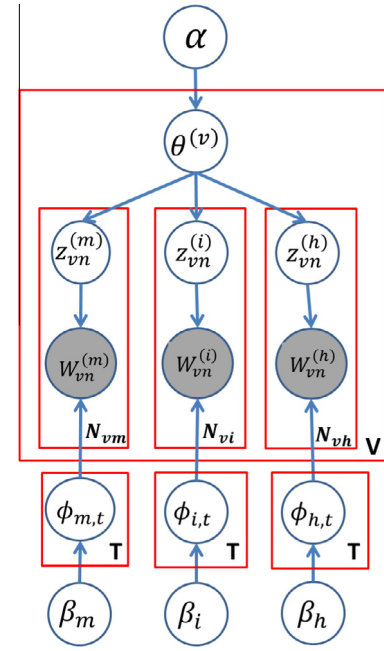 α
θ^(v)
z_vn^(m) z_vn^(i) z_vn^(h)
W_vn^(m) W_vn^(i) W_vn^(h)
N_vm N_vi N_vh
V
ϕ_m,t ϕ_i,t ϕ_h,t
T T T
β_m β_i β_h